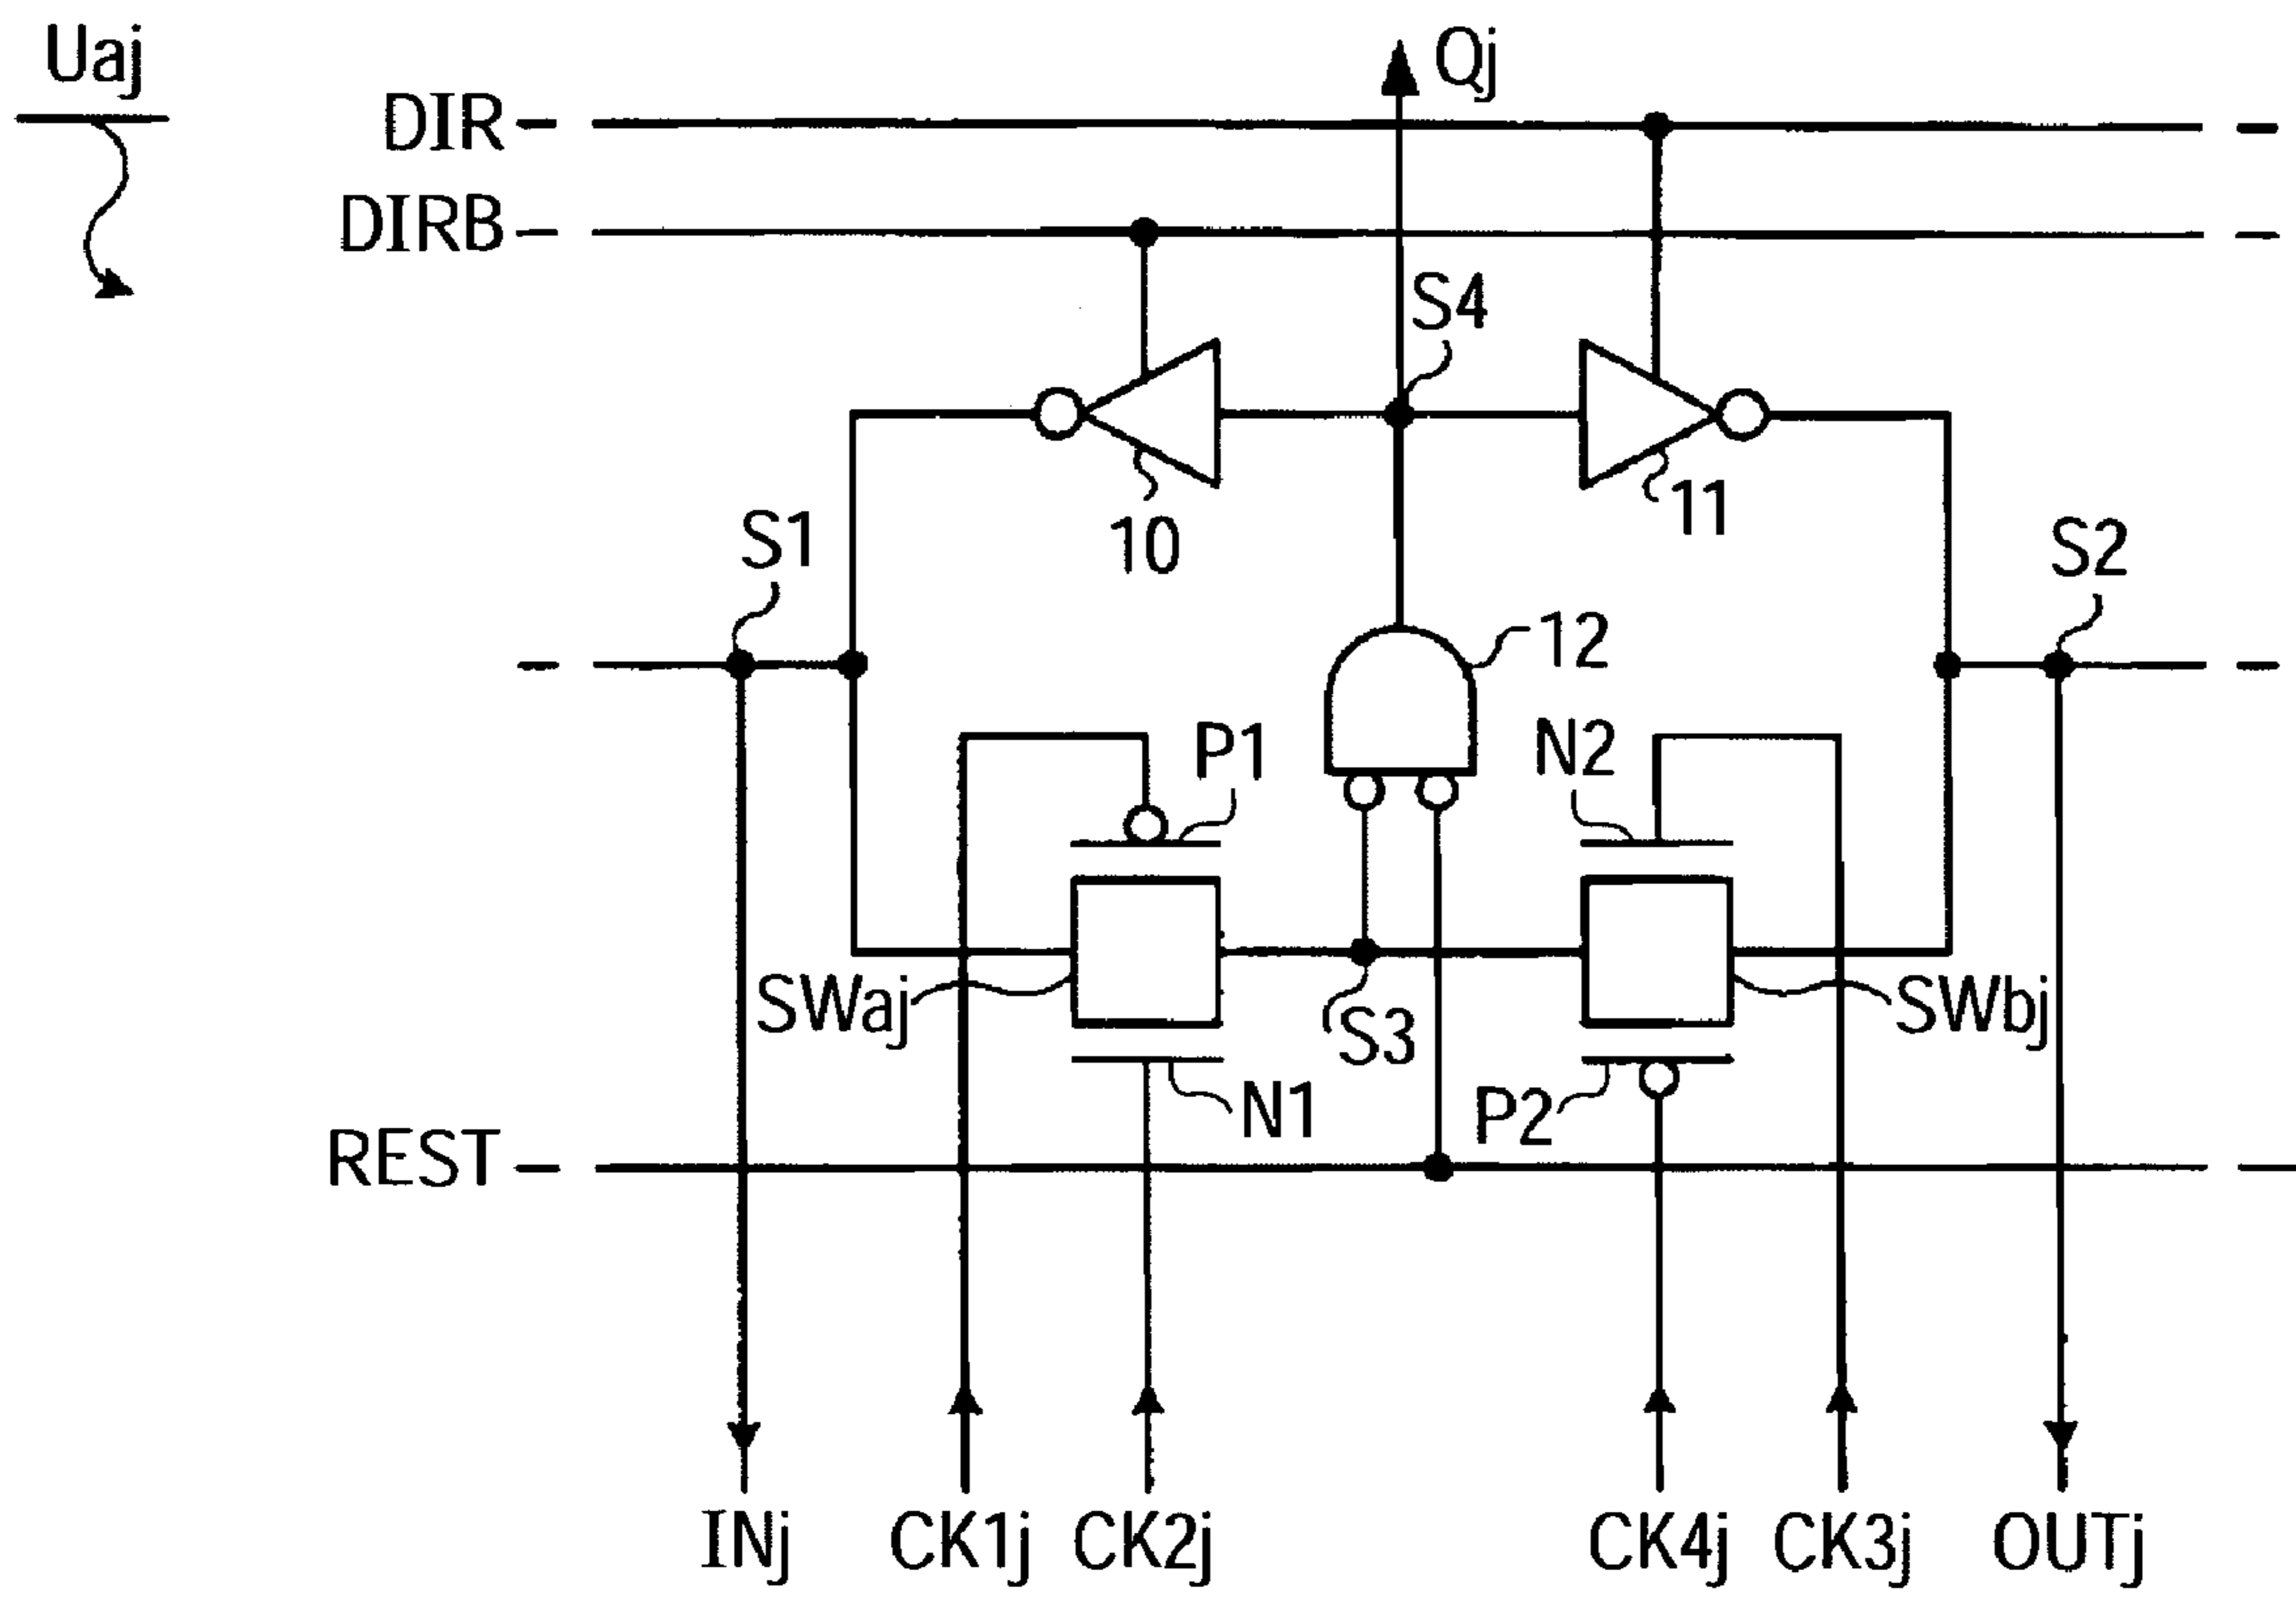 Uaj
Qj
DIR
DIRB
S4
10
11
S1
S2
12
P1
N2
SWaj
S3
SWbj
N1
P2
REST
INj
CK1j
CK2j
CK4j
CK3j
OUTj